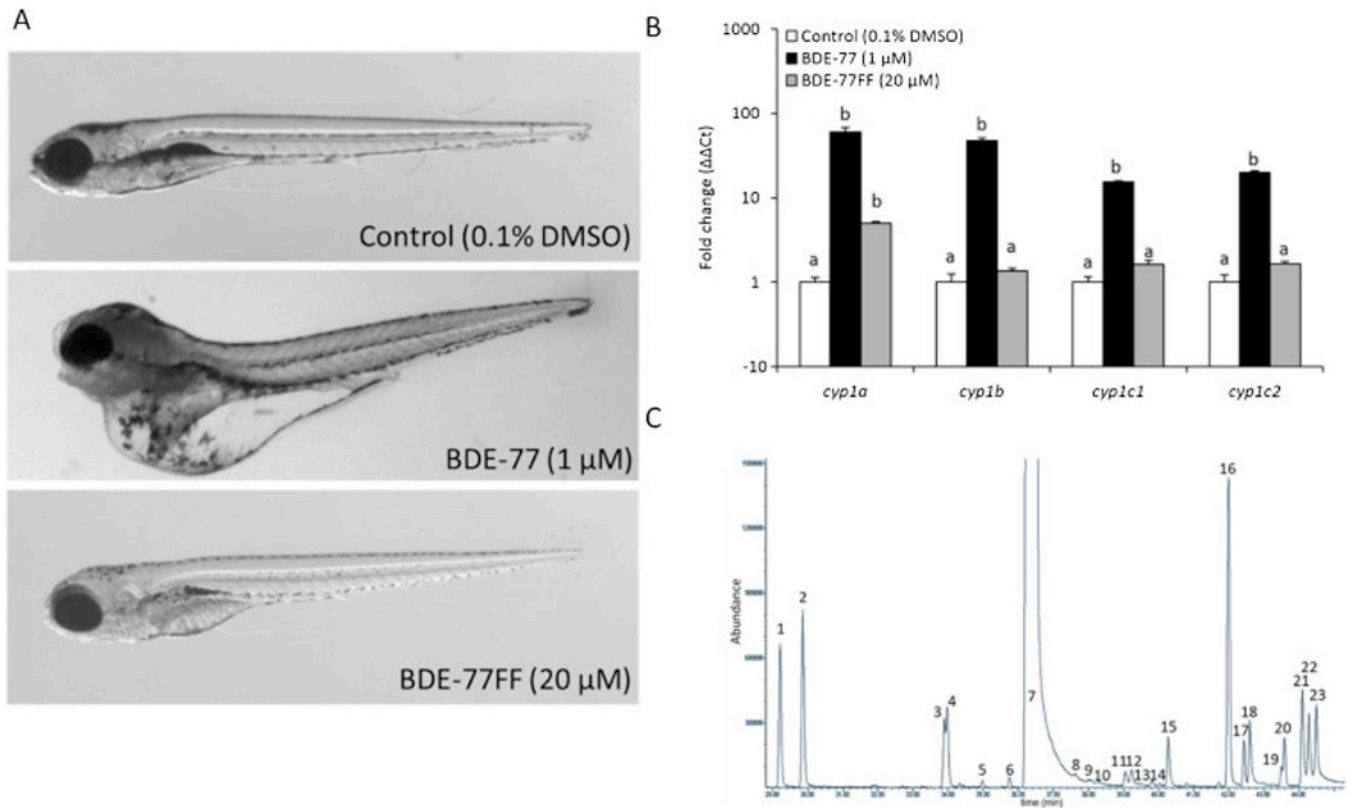 A
Control (0.1% DMSO)
BDE-77 (1 µM)
BDE-77FF (20 µM)
B
1000
100
10
1
-10
Fold change (ΔΔCt)
Control (0.1% DMSO)
BDE-77 (1 µM)
BDE-77FF (20 µM)
a
b
b
a
b
a
a
b
a
a
b
a
cyp1a
cyp1b
cyp1c1
cyp1c2
C
Abundance
1
2
3
4
5
6
7
8
9
10
11
12
13
14
15
16
17
18
19
20
21
22
23
time (min)